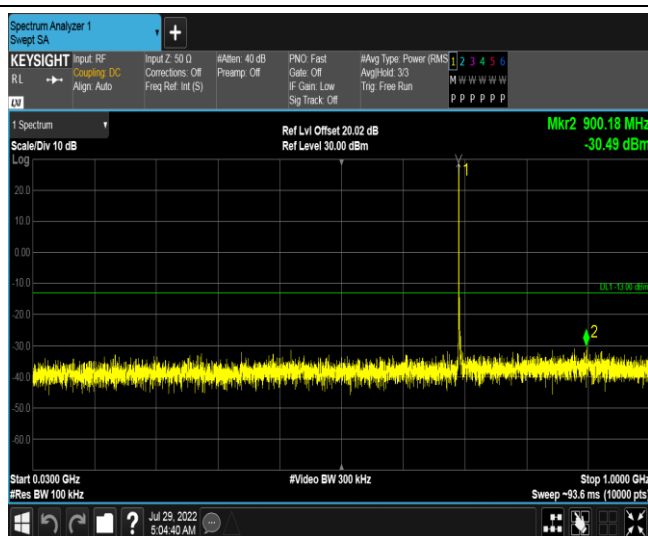 Spectrum Analyzer 1
Swept SA
+
KEYSIGHT
RL
LXI
Input: RF
Coupling: DC
Align: Auto
Input Z: 50 Ω
Corrections: Off
Freq Ref: Int (S)
#Atten: 40 dB
Preamp: Off
PNO: Fast
Gate: Off
IF Gain: Low
Sig Track: Off
#Avg Type: Power (RMS
Avg|Hold: 3/3
Trig: Free Run
1 2 3 4 5 6
M W W W W W
P P P P P P
1 Spectrum
Scale/Div 10 dB
Ref Lvl Offset 20.02 dB
Ref Level 30.00 dBm
Mkr2 900.18 MHz
-30.49 dBm
Log
1
20.0
10.0
0.00
-10.0
DL1 -13.00 dBm
-20.0
2
-30.0
-40.0
-50.0
-60.0
Start 0.0300 GHz
#Res BW 100 kHz
#Video BW 300 kHz
Stop 1.0000 GHz
Sweep ~93.6 ms (10000 pts)
?
Jul 29, 2022
5:04:40 AM